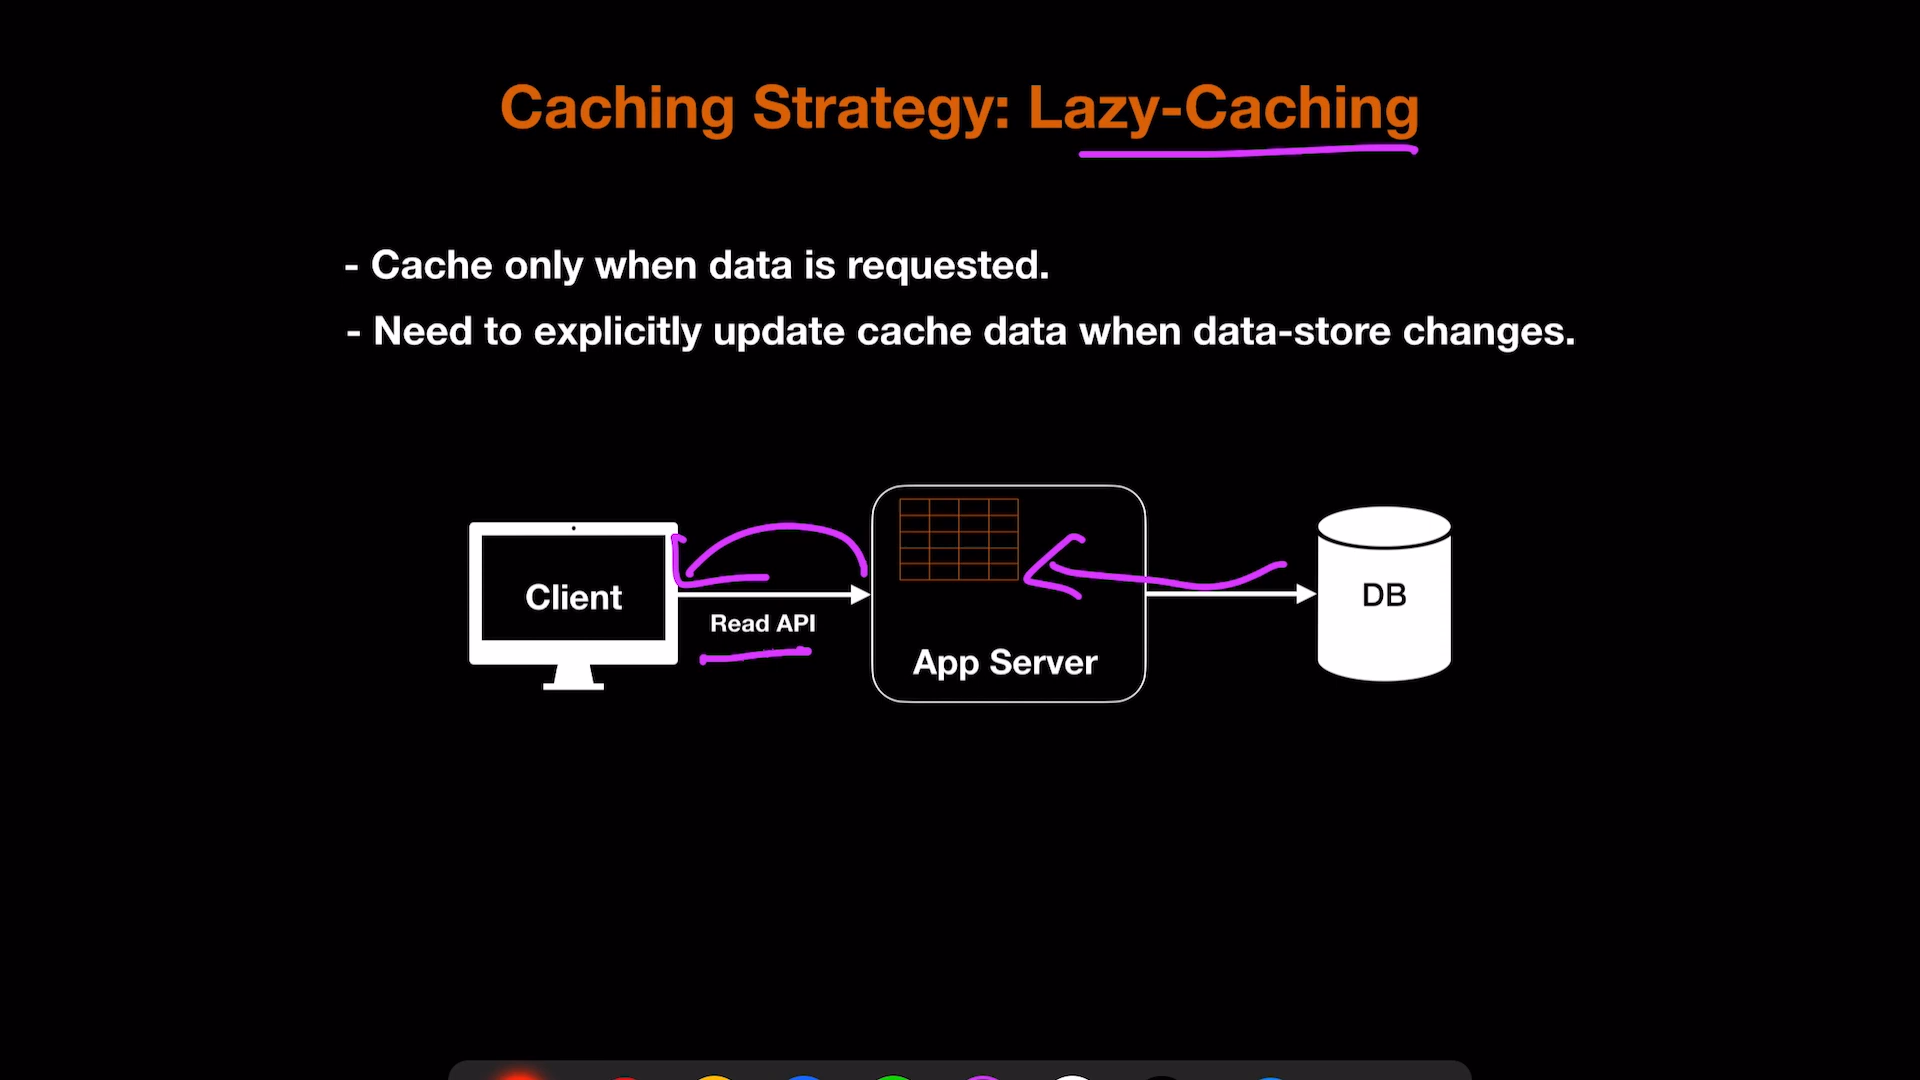 Caching Strategy: Lazy-Caching
- Cache only when data is requested.
- Need to explicitly update cache data when data-store changes.
Client
Read API
App Server
DB